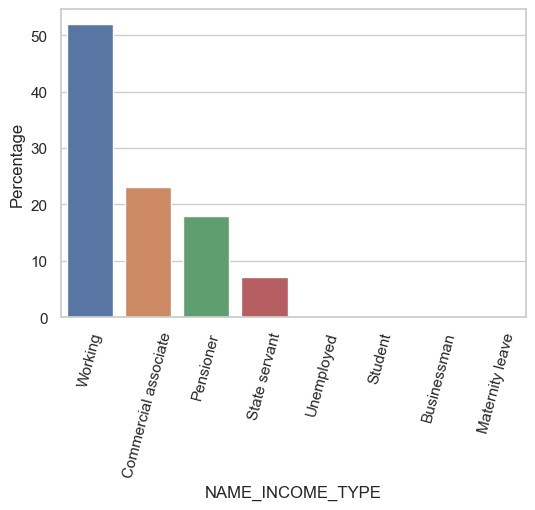 50
40
30
20
10
0
Percentage
Working
Commercial associate
Pensioner
State servant
Unemployed
Student
Businessman
Maternity leave
NAME_INCOME_TYPE